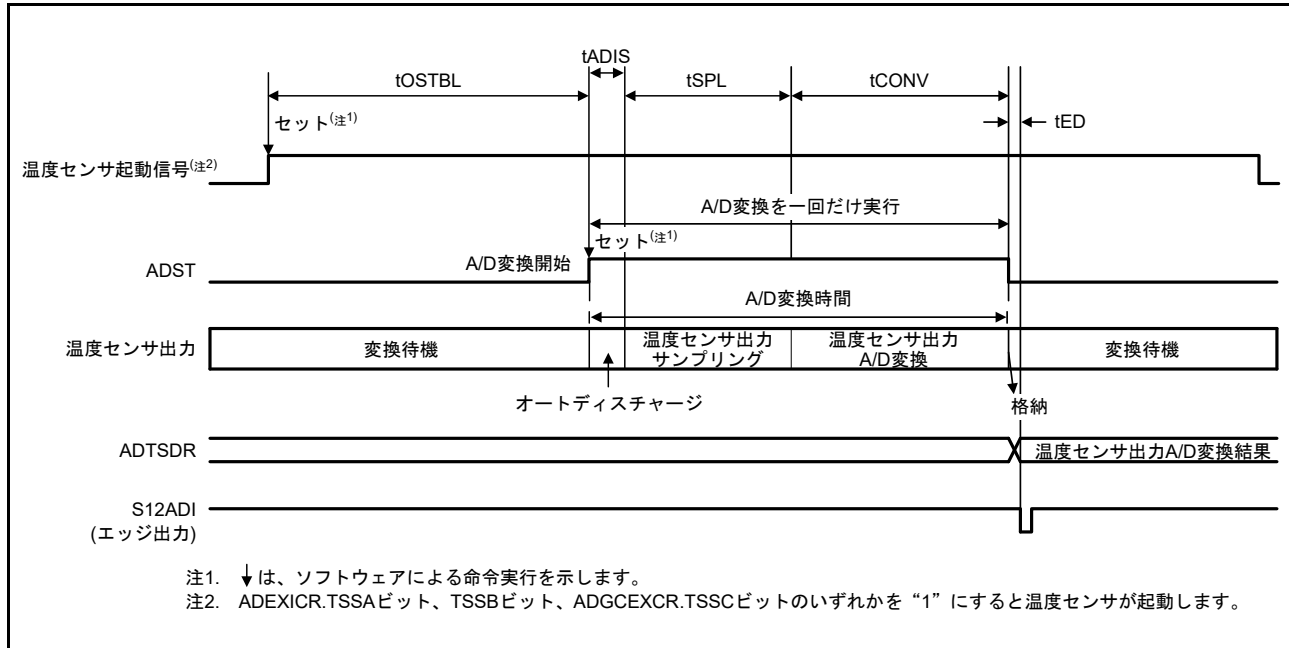 tADIS
tOSTBL
tSPL
tCONV
tED
セット(注1)
温度センサ起動信号(注2)
A/D変換を一回だけ実行
セット(注1)
A/D変換開始
ADST
A/D変換時間
温度センサ出力
変換待機
温度センサ出力
サンプリング
温度センサ出力
A/D変換
変換待機
オートディスチャージ
格納
ADTSDR
温度センサ出力A/D変換結果
S12ADI
(エッジ出力)
注1. ↓は、ソフトウェアによる命令実行を示します。
注2. ADEXICR.TSSAビット、TSSBビット、ADGCEXCR.TSSCビットのいずれかを“1”にすると温度センサが起動します。